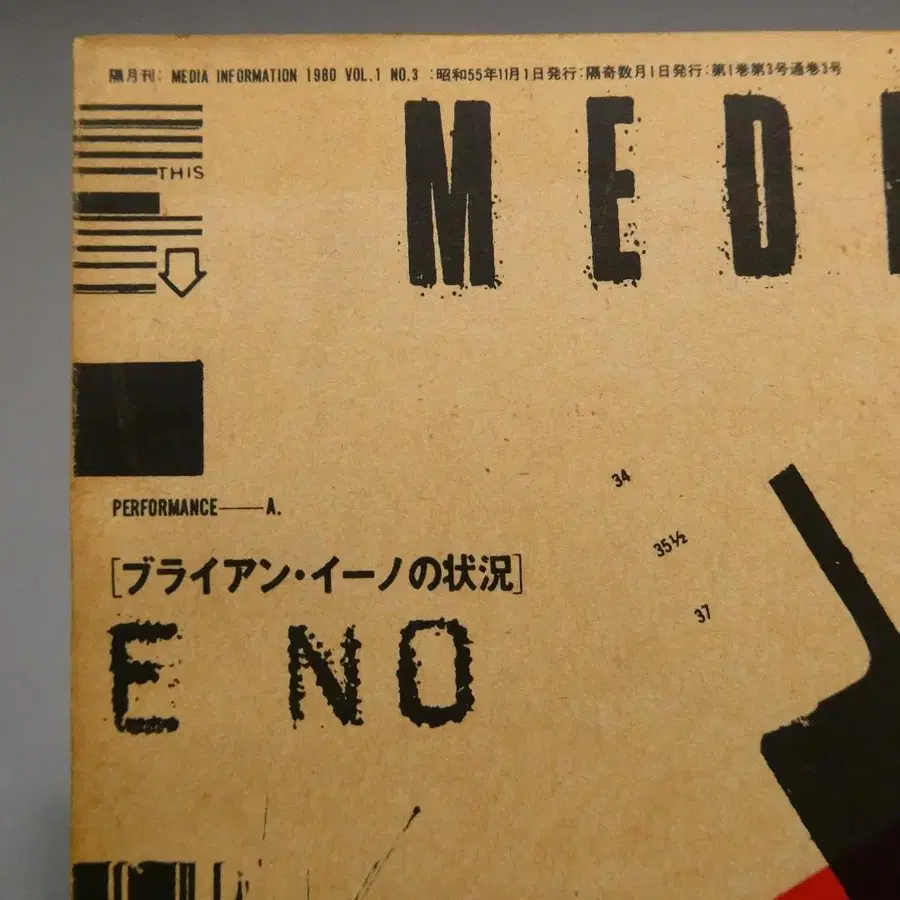 隔月刊: MEDIA INFORMATION 1980 VOL.1 NO.3 :昭和55年11月1日発行:隔奇数月1日発行:第1巻第3号通巻3号
MED
THIS
34
PERFORMANCE——A.
35½
[ブライアン・イーノの状況]
37
E NO